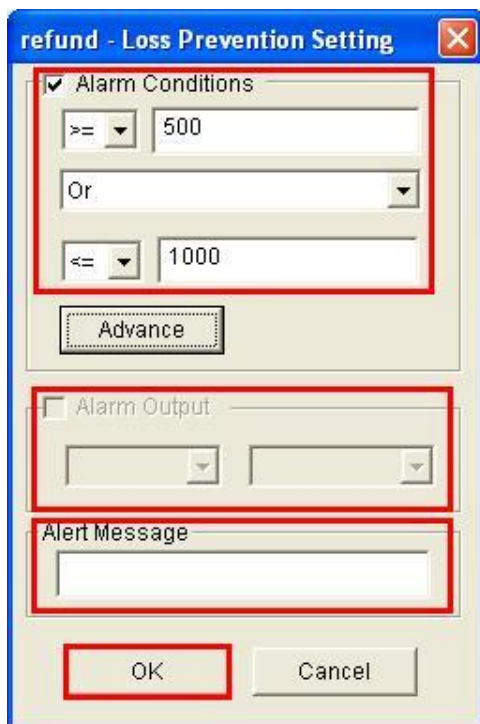 refund - Loss Prevention Setting
Alarm Conditions
>= 500
Or
<= 1000
Advance
Alarm Output
Alert Message
OK Cancel